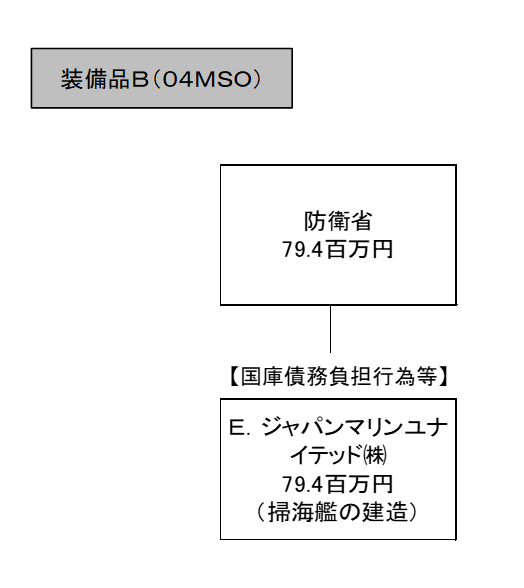 装備品B(04MSO)
防衛省
79.4百万円
【国庫債務負担行為等】
E. ジャパンマリンユナ
イテッド㈱
79.4百万円
(掃海艦の建造)